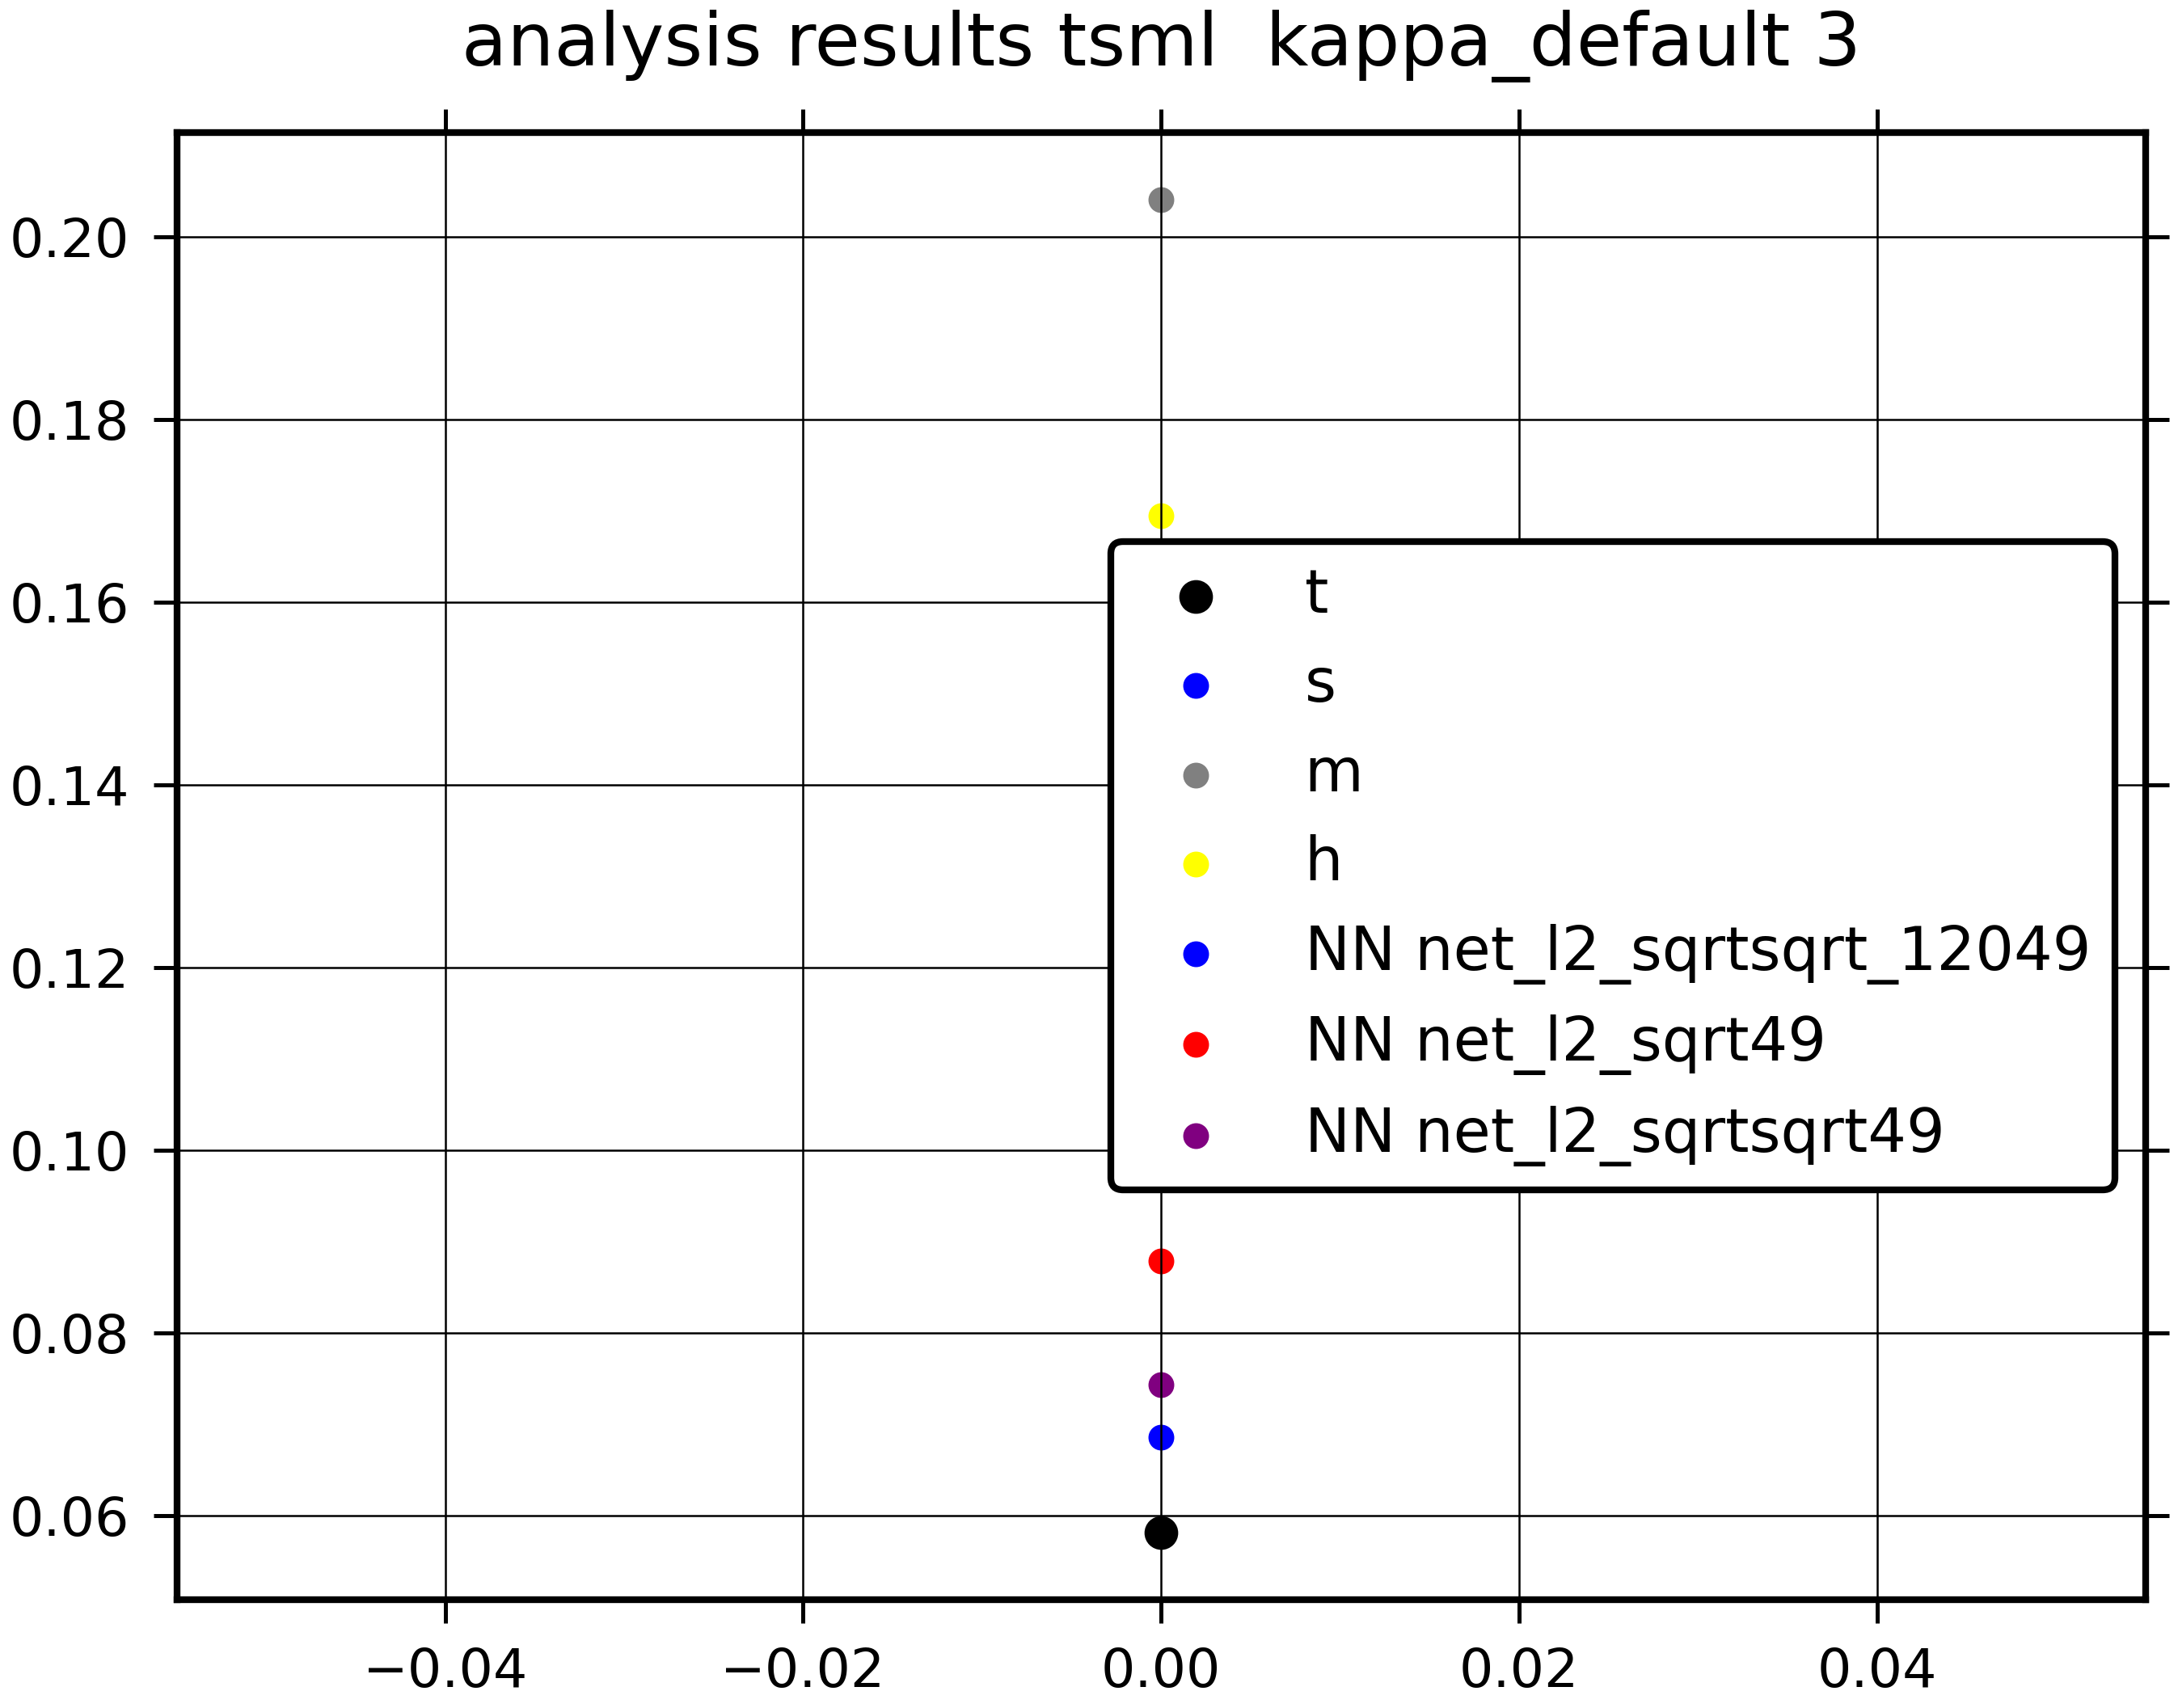 analysis results tsml  kappa_default 3
0.20
0.18
0.16
0.14
0.12
0.10
0.08
0.06
t
s
m
h
NN net_l2_sqrtsqrt_12049
NN net_l2_sqrt49
NN net_l2_sqrtsqrt49
−0.04
−0.02
0.00
0.02
0.04